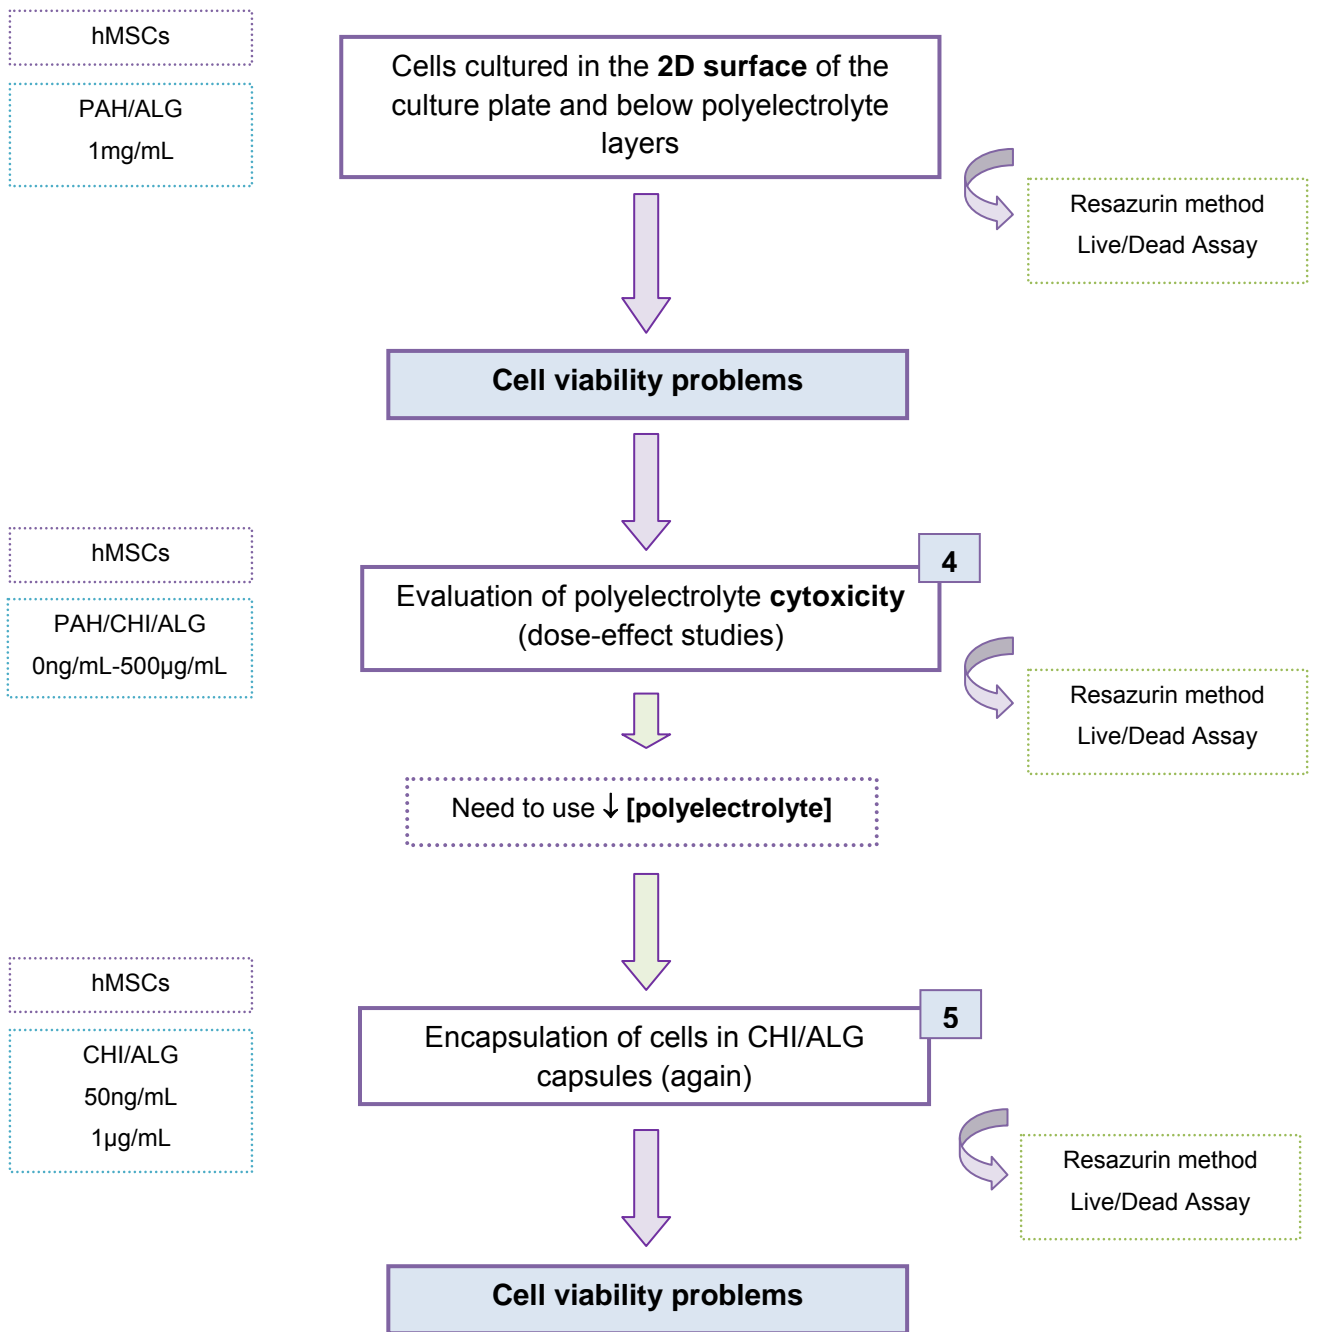 hMSCs
PAH/ALG
1mg/mL
Cells cultured in the 2D surface of the
culture plate and below polyelectrolyte
layers
Resazurin method
Live/Dead Assay
Cell viability problems
hMSCs
PAH/CHI/ALG
0ng/mL-500µg/mL
4
Evaluation of polyelectrolyte cytoxicity
(dose-effect studies)
Resazurin method
Live/Dead Assay
Need to use ↓ [polyelectrolyte]
hMSCs
CHI/ALG
50ng/mL
1µg/mL
5
Encapsulation of cells in CHI/ALG
capsules (again)
Resazurin method
Live/Dead Assay
Cell viability problems